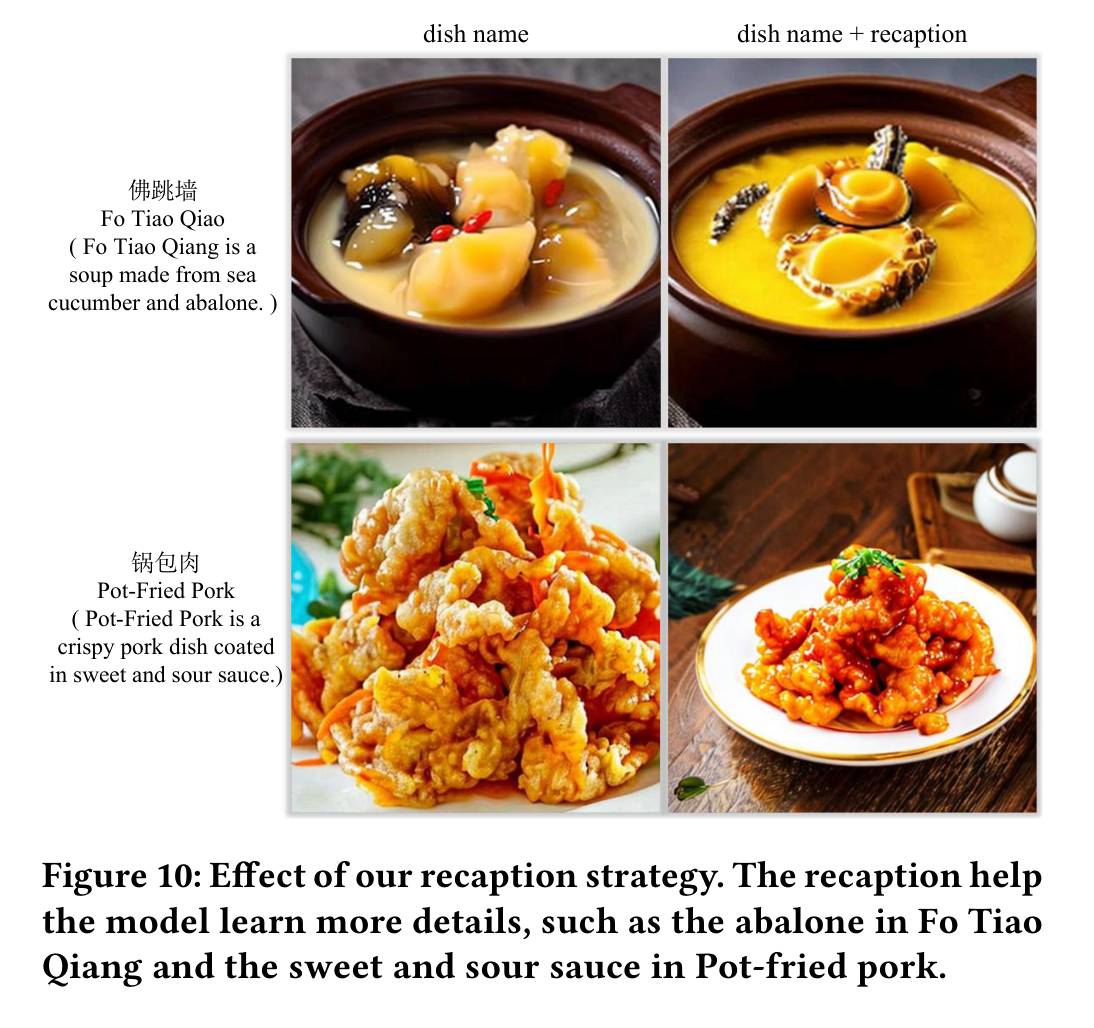 dish name
dish name + recaption
佛跳墙
Fo Tiao Qiao
( Fo Tiao Qiang is a
soup made from sea
cucumber and abalone. )
锅包肉
Pot-Fried Pork
( Pot-Fried Pork is a
crispy pork dish coated
in sweet and sour sauce.)
Figure 10: Effect of our recaption strategy. The recaption help
the model learn more details, such as the abalone in Fo Tiao
Qiang and the sweet and sour sauce in Pot-fried pork.